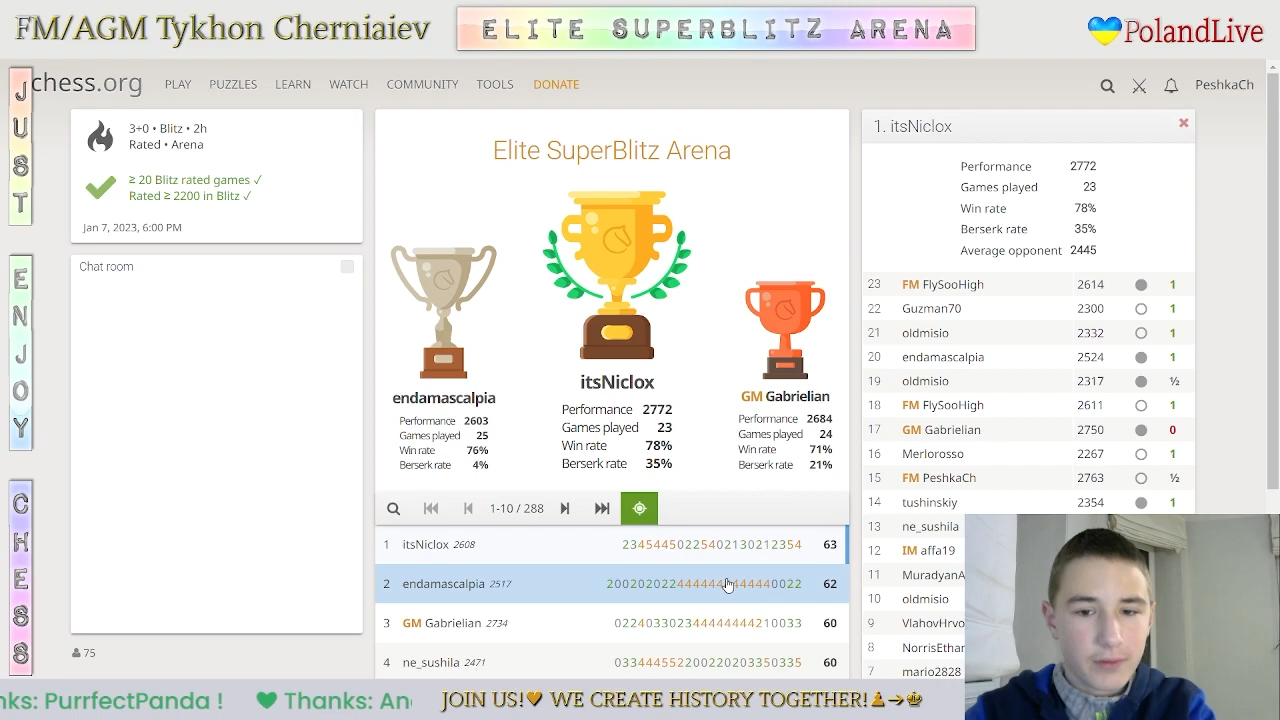 FM/AGM Tykhon Cherniaiev
ELITE SUPERBLITZ ARENA
PolandLive
JUST
ENJOY
CHESS
chess.org
PLAY PUZZLES LEARN WATCH COMMUNITY TOOLS DONATE
PeshkaCh
3+0 • Blitz • 2h
Rated • Arena
≥ 20 Blitz rated games ✓
Rated ≥ 2200 in Blitz ✓
Jan 7, 2023, 6:00 PM
Chat room
75
Elite SuperBlitz Arena
endamascalpia
Performance 2603
Games played 25
Win rate 76%
Berserk rate 4%
itsNiclox
Performance 2772
Games played 23
Win rate 78%
Berserk rate 35%
GM Gabrielian
Performance 2684
Games played 24
Win rate 71%
Berserk rate 21%
1-10 / 288
1 itsNiclox 2608 23454450225402130212354 63
2 endamascalpia 2517 62
3 GM Gabrielian 2734 022403302344444444210033 60
4 ne_sushila 2471 033444552200220203350335 60
1. itsNiclox
Performance 2772
Games played 23
Win rate 78%
Berserk rate 35%
Average opponent 2445
23 FM FlySooHigh 2614 1
22 Guzman70 2300 1
21 oldmisio 2332 1
20 endamascalpia 2524 1
19 oldmisio 2317 ½
18 FM FlySooHigh 2611 1
17 GM Gabrielian 2750 0
16 Merlorosso 2267 1
15 FM PeshkaCh 2763 ½
14 tushinskiy 2354 1
13 ne_sushila
12 IM affa19
11 MuradyanA
10 oldmisio
9 VlahovHrvo
8 NorrisEthan
7 mario2828
nks: PurrfectPanda ! Thanks: An
JOIN US!♥ WE CREATE HISTORY TOGETHER!♟→♚